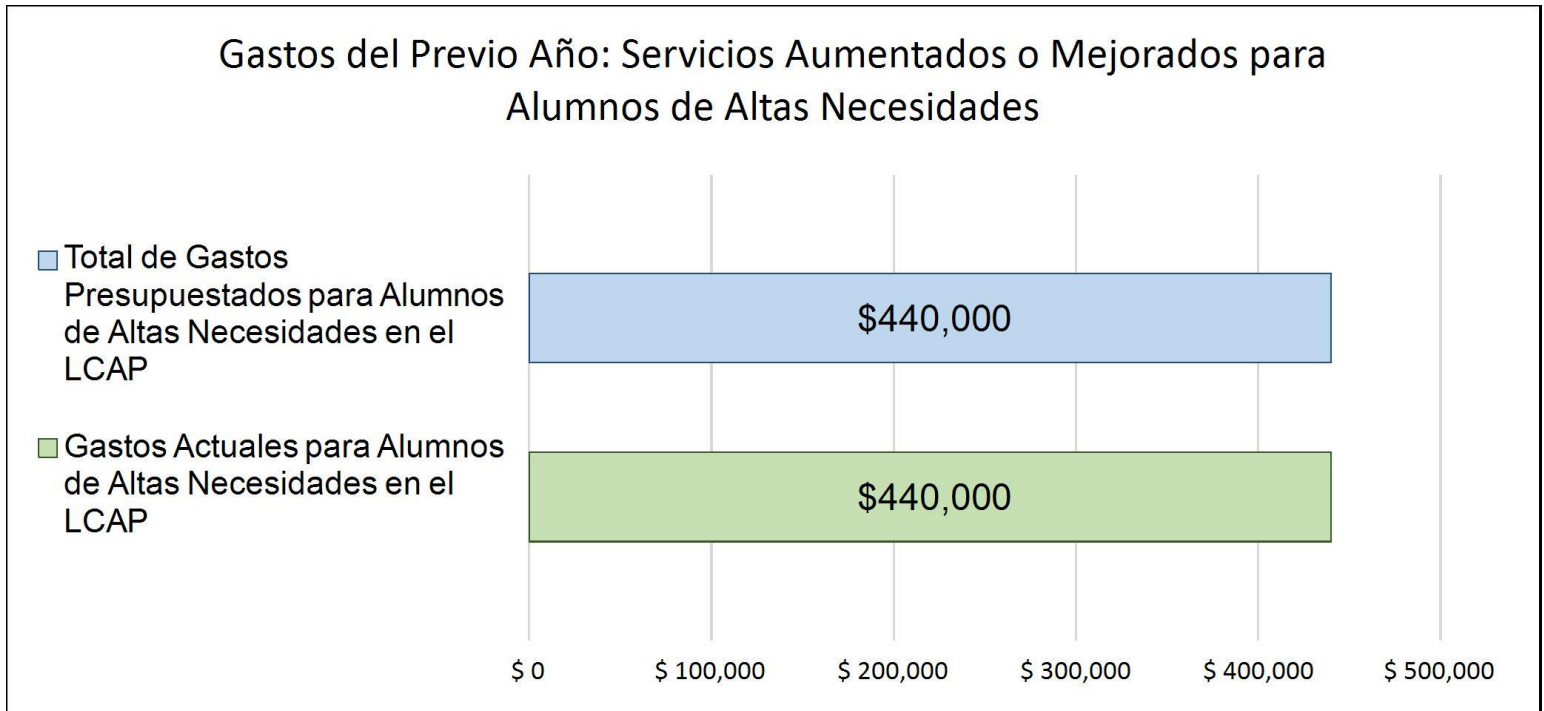 Gastos del Previo Año: Servicios Aumentados o Mejorados para
Alumnos de Altas Necesidades
Total de Gastos
Presupuestados para Alumnos
de Altas Necesidades en el
LCAP
$440,000
Gastos Actuales para Alumnos
de Altas Necesidades en el
LCAP
$440,000
$ 0
$ 100,000
$ 200,000
$ 300,000
$ 400,000
$ 500,000